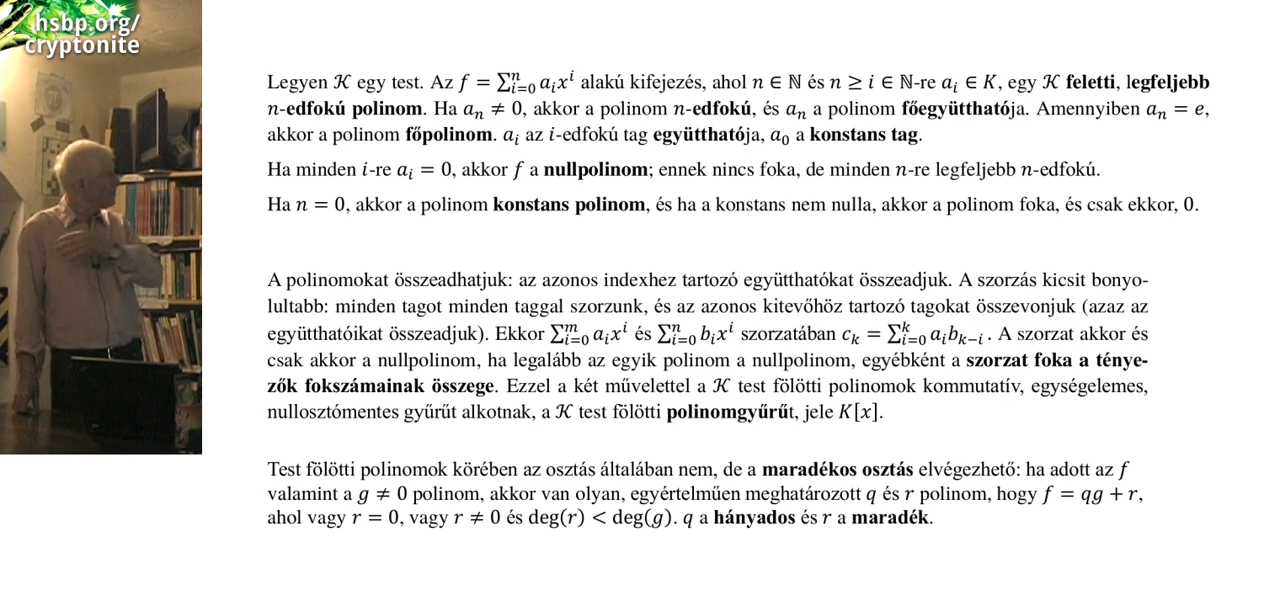 hsbp.org/
cryptonite
Legyen 𝒦 egy test. Az f = ∑ⁿᵢ₌₀ aᵢxⁱ alakú kifejezés, ahol n ∈ ℕ és n ≥ i ∈ ℕ-re aᵢ ∈ K, egy 𝒦 feletti, legfeljebb
n-edfokú polinom. Ha aₙ ≠ 0, akkor a polinom n-edfokú, és aₙ a polinom főegyütthatója. Amennyiben aₙ = e,
akkor a polinom főpolinom. aᵢ az i-edfokú tag együtthatója, a₀ a konstans tag.
Ha minden i-re aᵢ = 0, akkor f a nullpolinom; ennek nincs foka, de minden n-re legfeljebb n-edfokú.
Ha n = 0, akkor a polinom konstans polinom, és ha a konstans nem nulla, akkor a polinom foka, és csak ekkor, 0.
A polinomokat összeadhatjuk: az azonos indexhez tartozó együtthatókat összeadjuk. A szorzás kicsit bonyo-
lultabb: minden tagot minden taggal szorzunk, és az azonos kitevőhöz tartozó tagokat összevonjuk (azaz az
együtthatóikat összeadjuk). Ekkor ∑ᵐᵢ₌₀ aᵢxⁱ és ∑ⁿᵢ₌₀ bᵢxⁱ szorzatában cₖ = ∑ᵏᵢ₌₀ aᵢbₖ₋ᵢ. A szorzat akkor és
csak akkor a nullpolinom, ha legalább az egyik polinom a nullpolinom, egyébként a szorzat foka a ténye-
zők fokszámainak összege. Ezzel a két művelettel a 𝒦 test fölötti polinomok kommutatív, egységelemes,
nullosztómentes gyűrűt alkotnak, a 𝒦 test fölötti polinomgyűrűt, jele K[x].
Test fölötti polinomok körében az osztás általában nem, de a maradékos osztás elvégezhető: ha adott az f
valamint a g ≠ 0 polinom, akkor van olyan, egyértelműen meghatározott q és r polinom, hogy f = qg + r,
ahol vagy r = 0, vagy r ≠ 0 és deg(r) < deg(g). q a hányados és r a maradék.